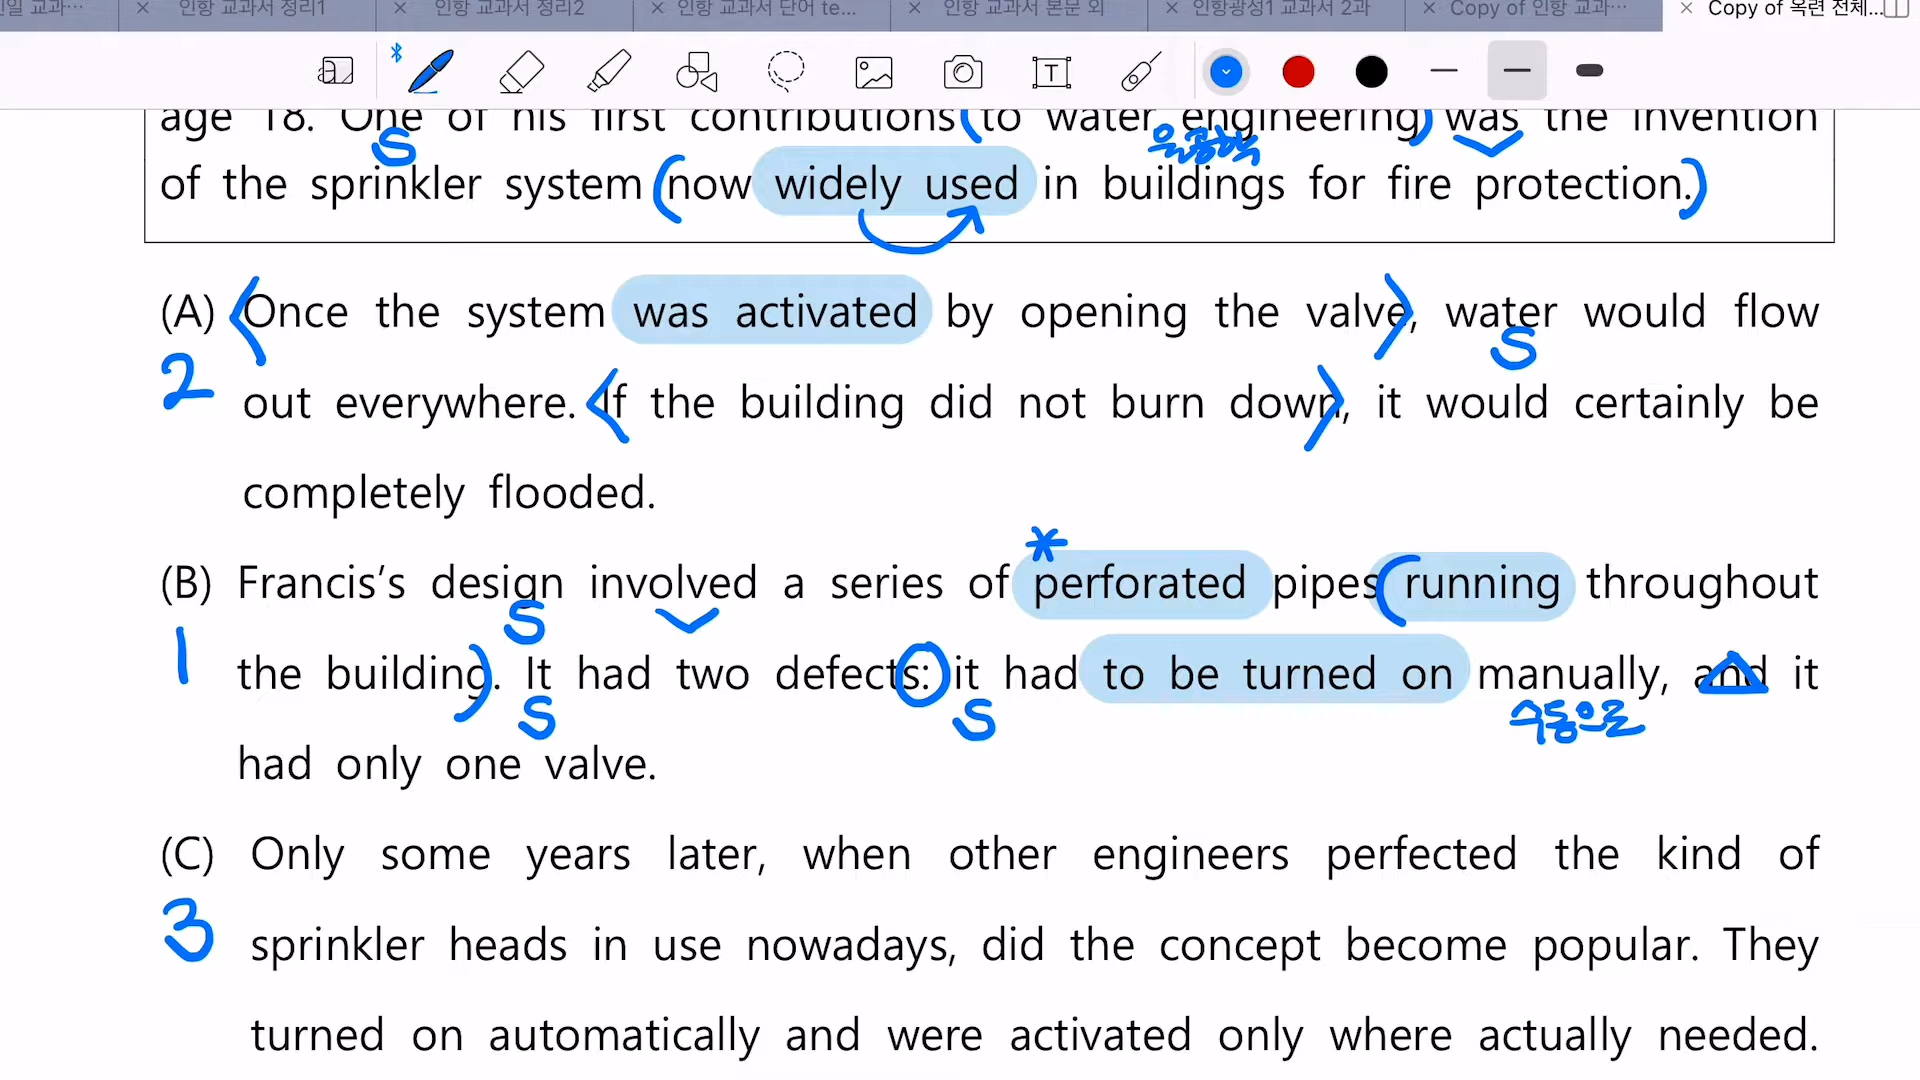 인일 교과…
인항 교과서 정리1
인항 교과서 정리2
인항 교과서 단어 te...
인항 교과서 본문 외
인항광성1 교과서 2과
Copy of 인항 교과…
Copy of 옥련 전체...
age 18. One of his first contributions (to water engineering) was the invention
S
of the sprinkler system (now widely used in buildings for fire protection.)
(A) <Once the system was activated by opening the valve>, water would flow
S
2
out everywhere. <If the building did not burn down>, it would certainly be
completely flooded.
*
(B) Francis's design involved a series of perforated pipes (running throughout
S
1
the building). It had two defects: it had to be turned on manually, and it
S S 수동으로
had only one valve.
(C) Only some years later, when other engineers perfected the kind of
3
sprinkler heads in use nowadays, did the concept become popular. They
turned on automatically and were activated only where actually needed.